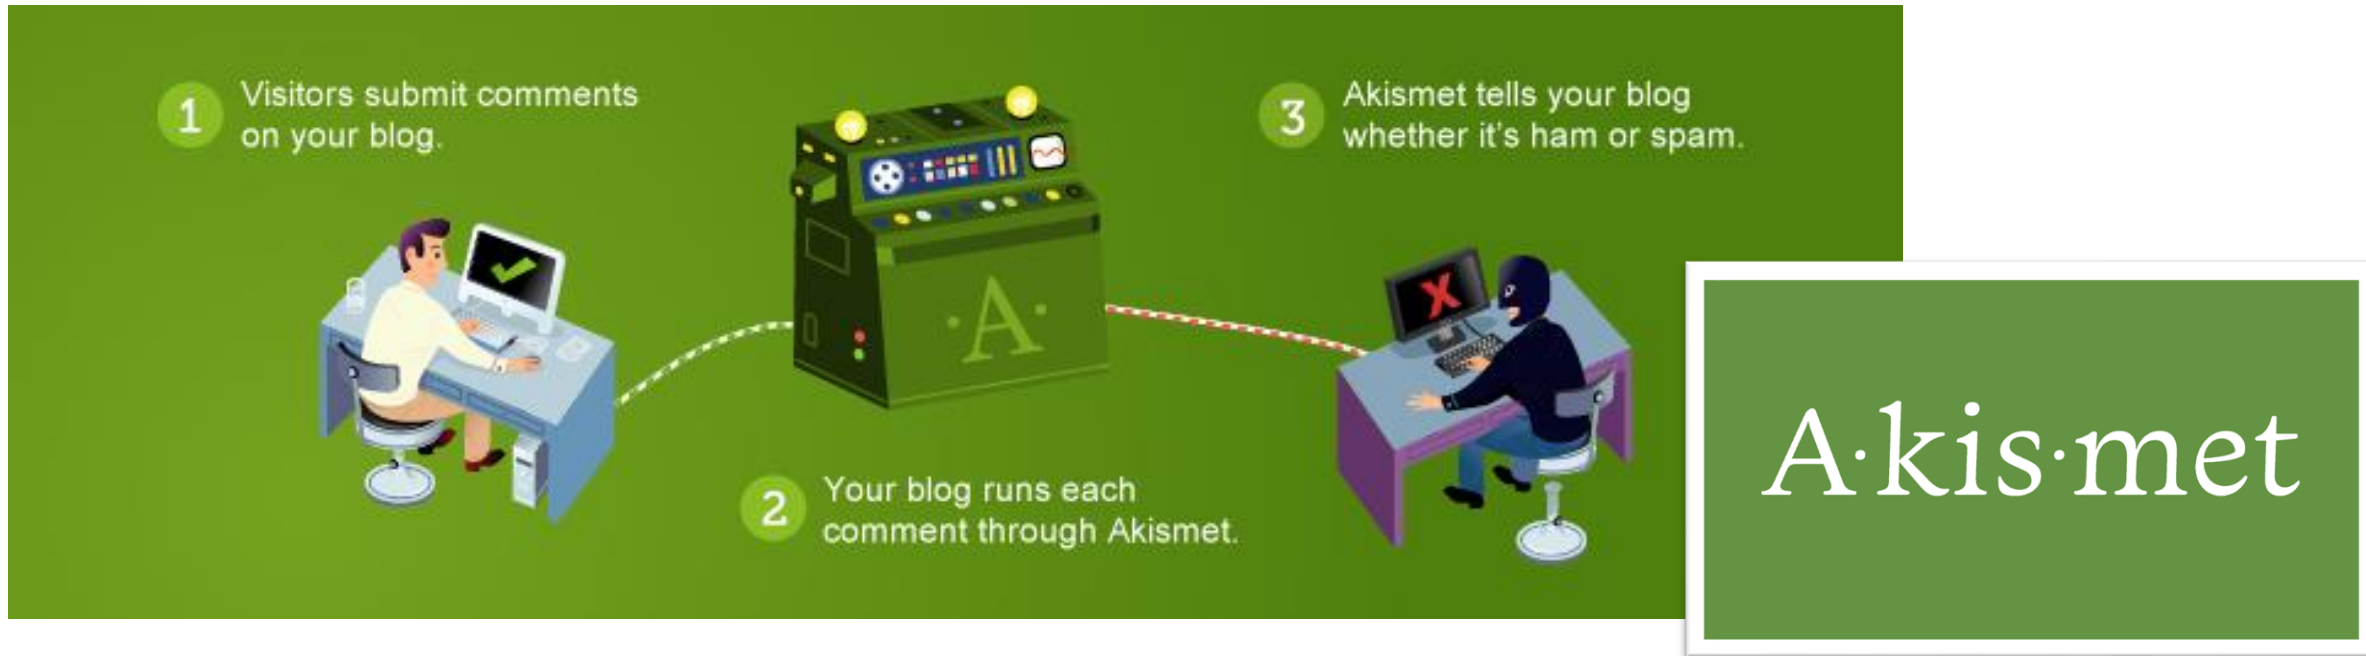 1
Visitors submit comments
on your blog.
·A·
2
Your blog runs each
comment through Akismet.
3
Akismet tells your blog
whether it's ham or spam.
A·kis·met